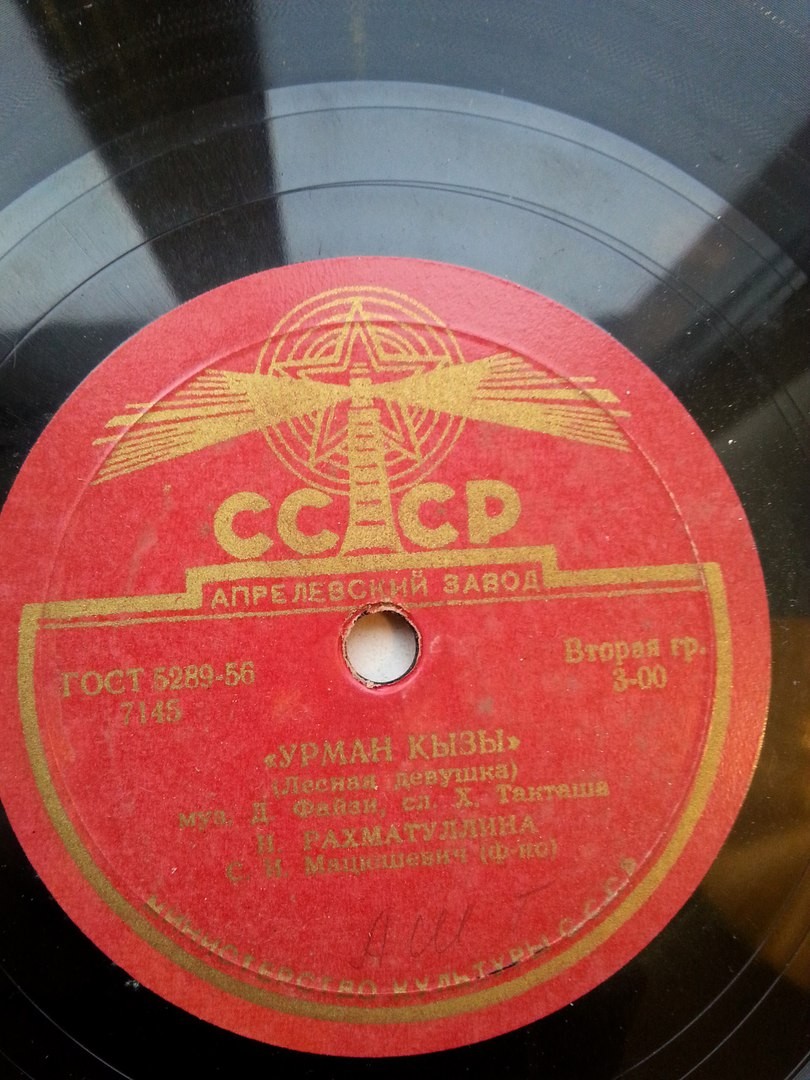 СССР
АПРЕЛЕВСКИЙ ЗАВОД
ГОСТ 5289-56
7145
Вторая гр.
3-00
«УРМАН КЫЗЫ»
(Лесная девушка)
муз. Д. Файзи, сл. Х. Такташа
Н. РАХМАТУЛЛИНА
С. И. Мацюшевич (ф-но)
МИНИСТЕРСТВО КУЛЬТУРЫ СССР